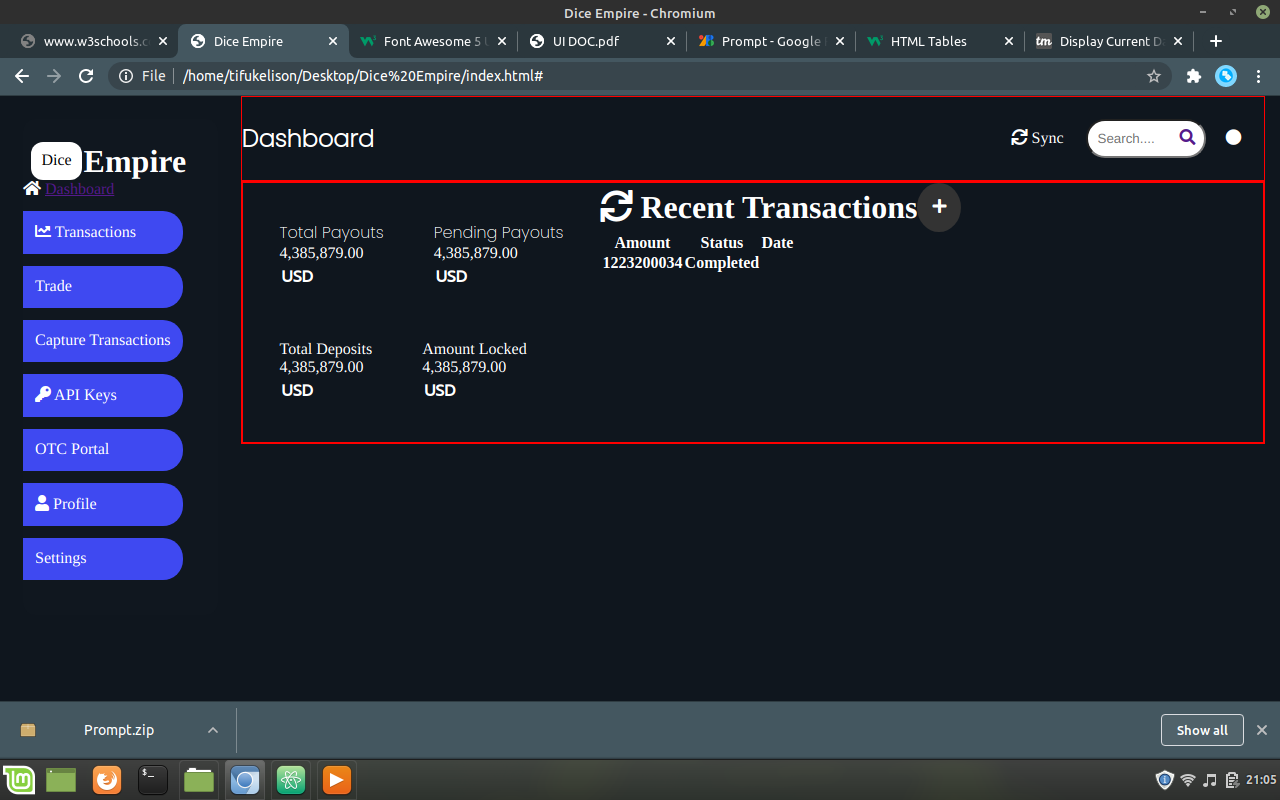 Dice Empire - Chromium
www.w3schools.c
Dice Empire
Font Awesome 5
UI DOC.pdf
Prompt - Google
HTML Tables
Display Current D
File
/home/tifukelison/Desktop/Dice%20Empire/index.html#
Dice Empire
Dashboard
Transactions
Trade
Capture Transactions
API Keys
OTC Portal
Profile
Settings
Dashboard
Sync
Search....
Total Payouts
4,385,879.00
USD
Pending Payouts
4,385,879.00
USD
Total Deposits
4,385,879.00
USD
Amount Locked
4,385,879.00
USD
Recent Transactions +
Amount Status Date
1223200034 Completed
Prompt.zip
Show all
21:05